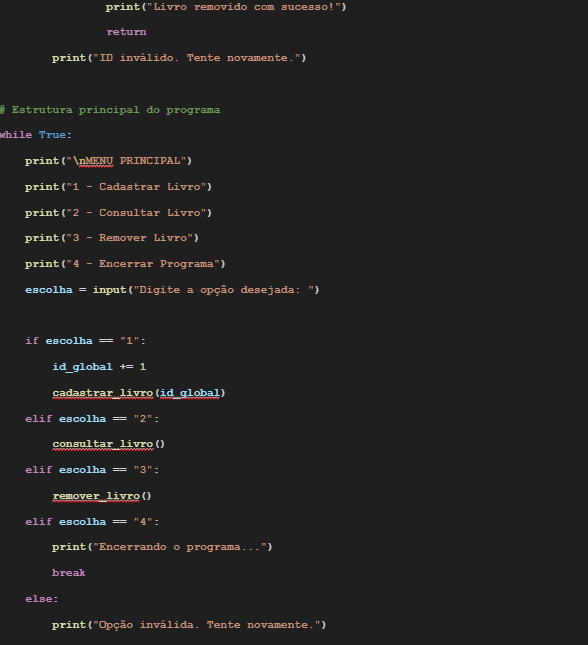 print("Livro removido com sucesso!")
return
print("ID inválido. Tente novamente.")
# Estrutura principal do programa
while True:
print("\nMENU PRINCIPAL")
print("1 - Cadastrar Livro")
print("2 - Consultar Livro")
print("3 - Remover Livro")
print("4 - Encerrar Programa")
escolha = input("Digite a opção desejada: ")
if escolha == "1":
id_global += 1
cadastrar_livro(id_global)
elif escolha == "2":
consultar_livro()
elif escolha == "3":
remover_livro()
elif escolha == "4":
print("Encerrando o programa...")
break
else:
print("Opção inválida. Tente novamente.")